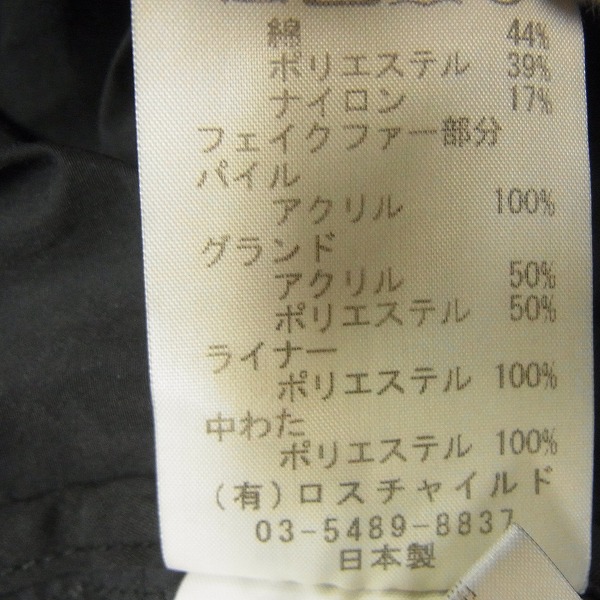 綿 44%
ポリエステル 39%
ナイロン 17%
フェイクファー部分
パイル
アクリル 100%
グランド
アクリル 50%
ポリエステル 50%
ライナー
ポリエステル 100%
中わた
ポリエステル 100%
(有)ロスチャイルド
03-5489-8837
日本製